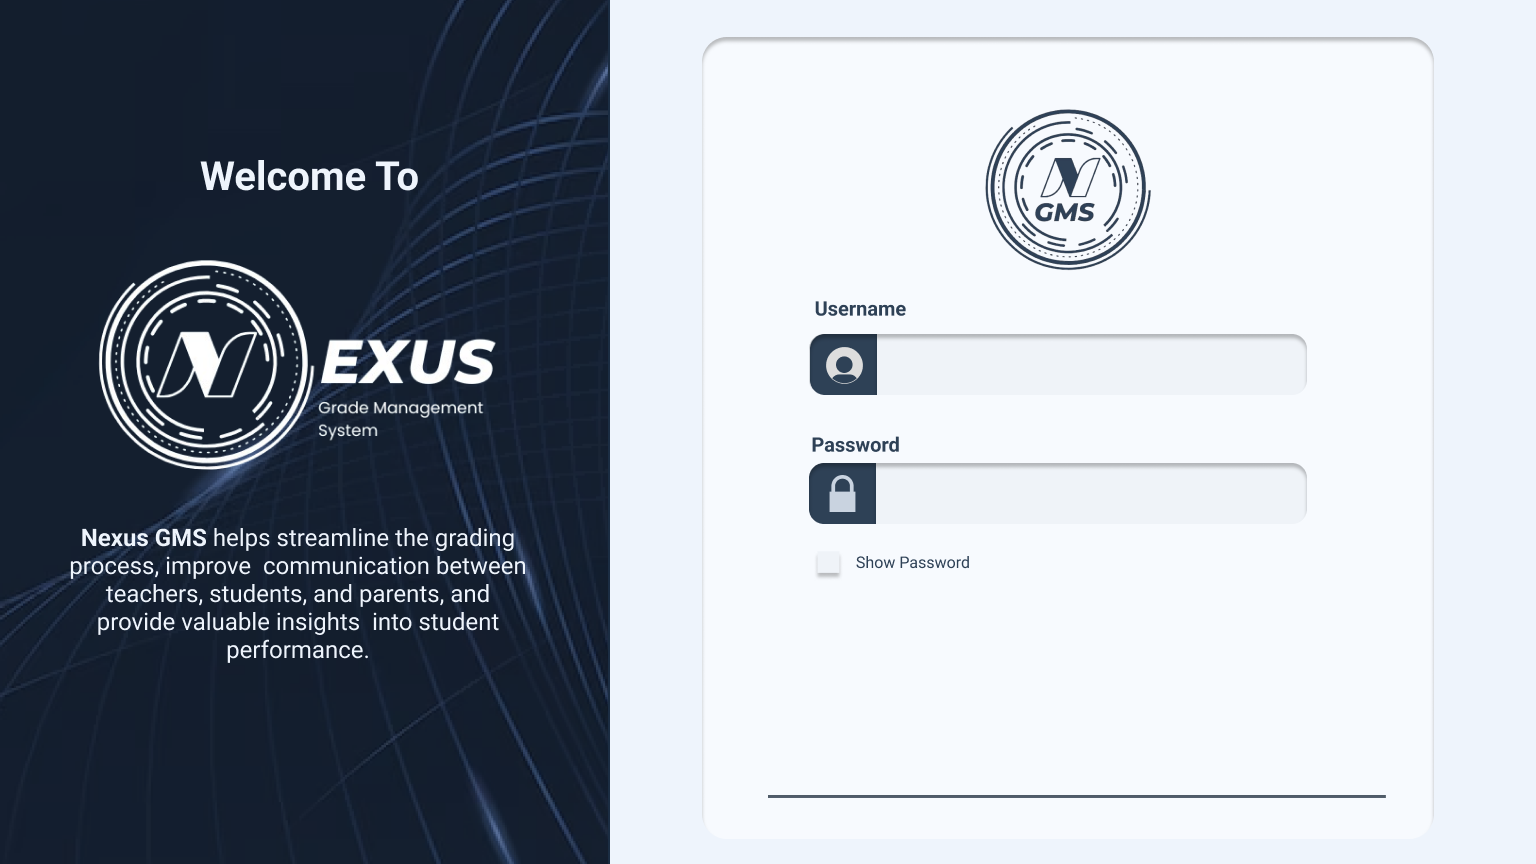 Welcome To
N EXUS
Grade Management
System
Nexus GMS helps streamline the grading
process, improve  communication between
teachers, students, and parents, and
provide valuable insights  into student
performance.
N
GMS
Username
Password
Show Password